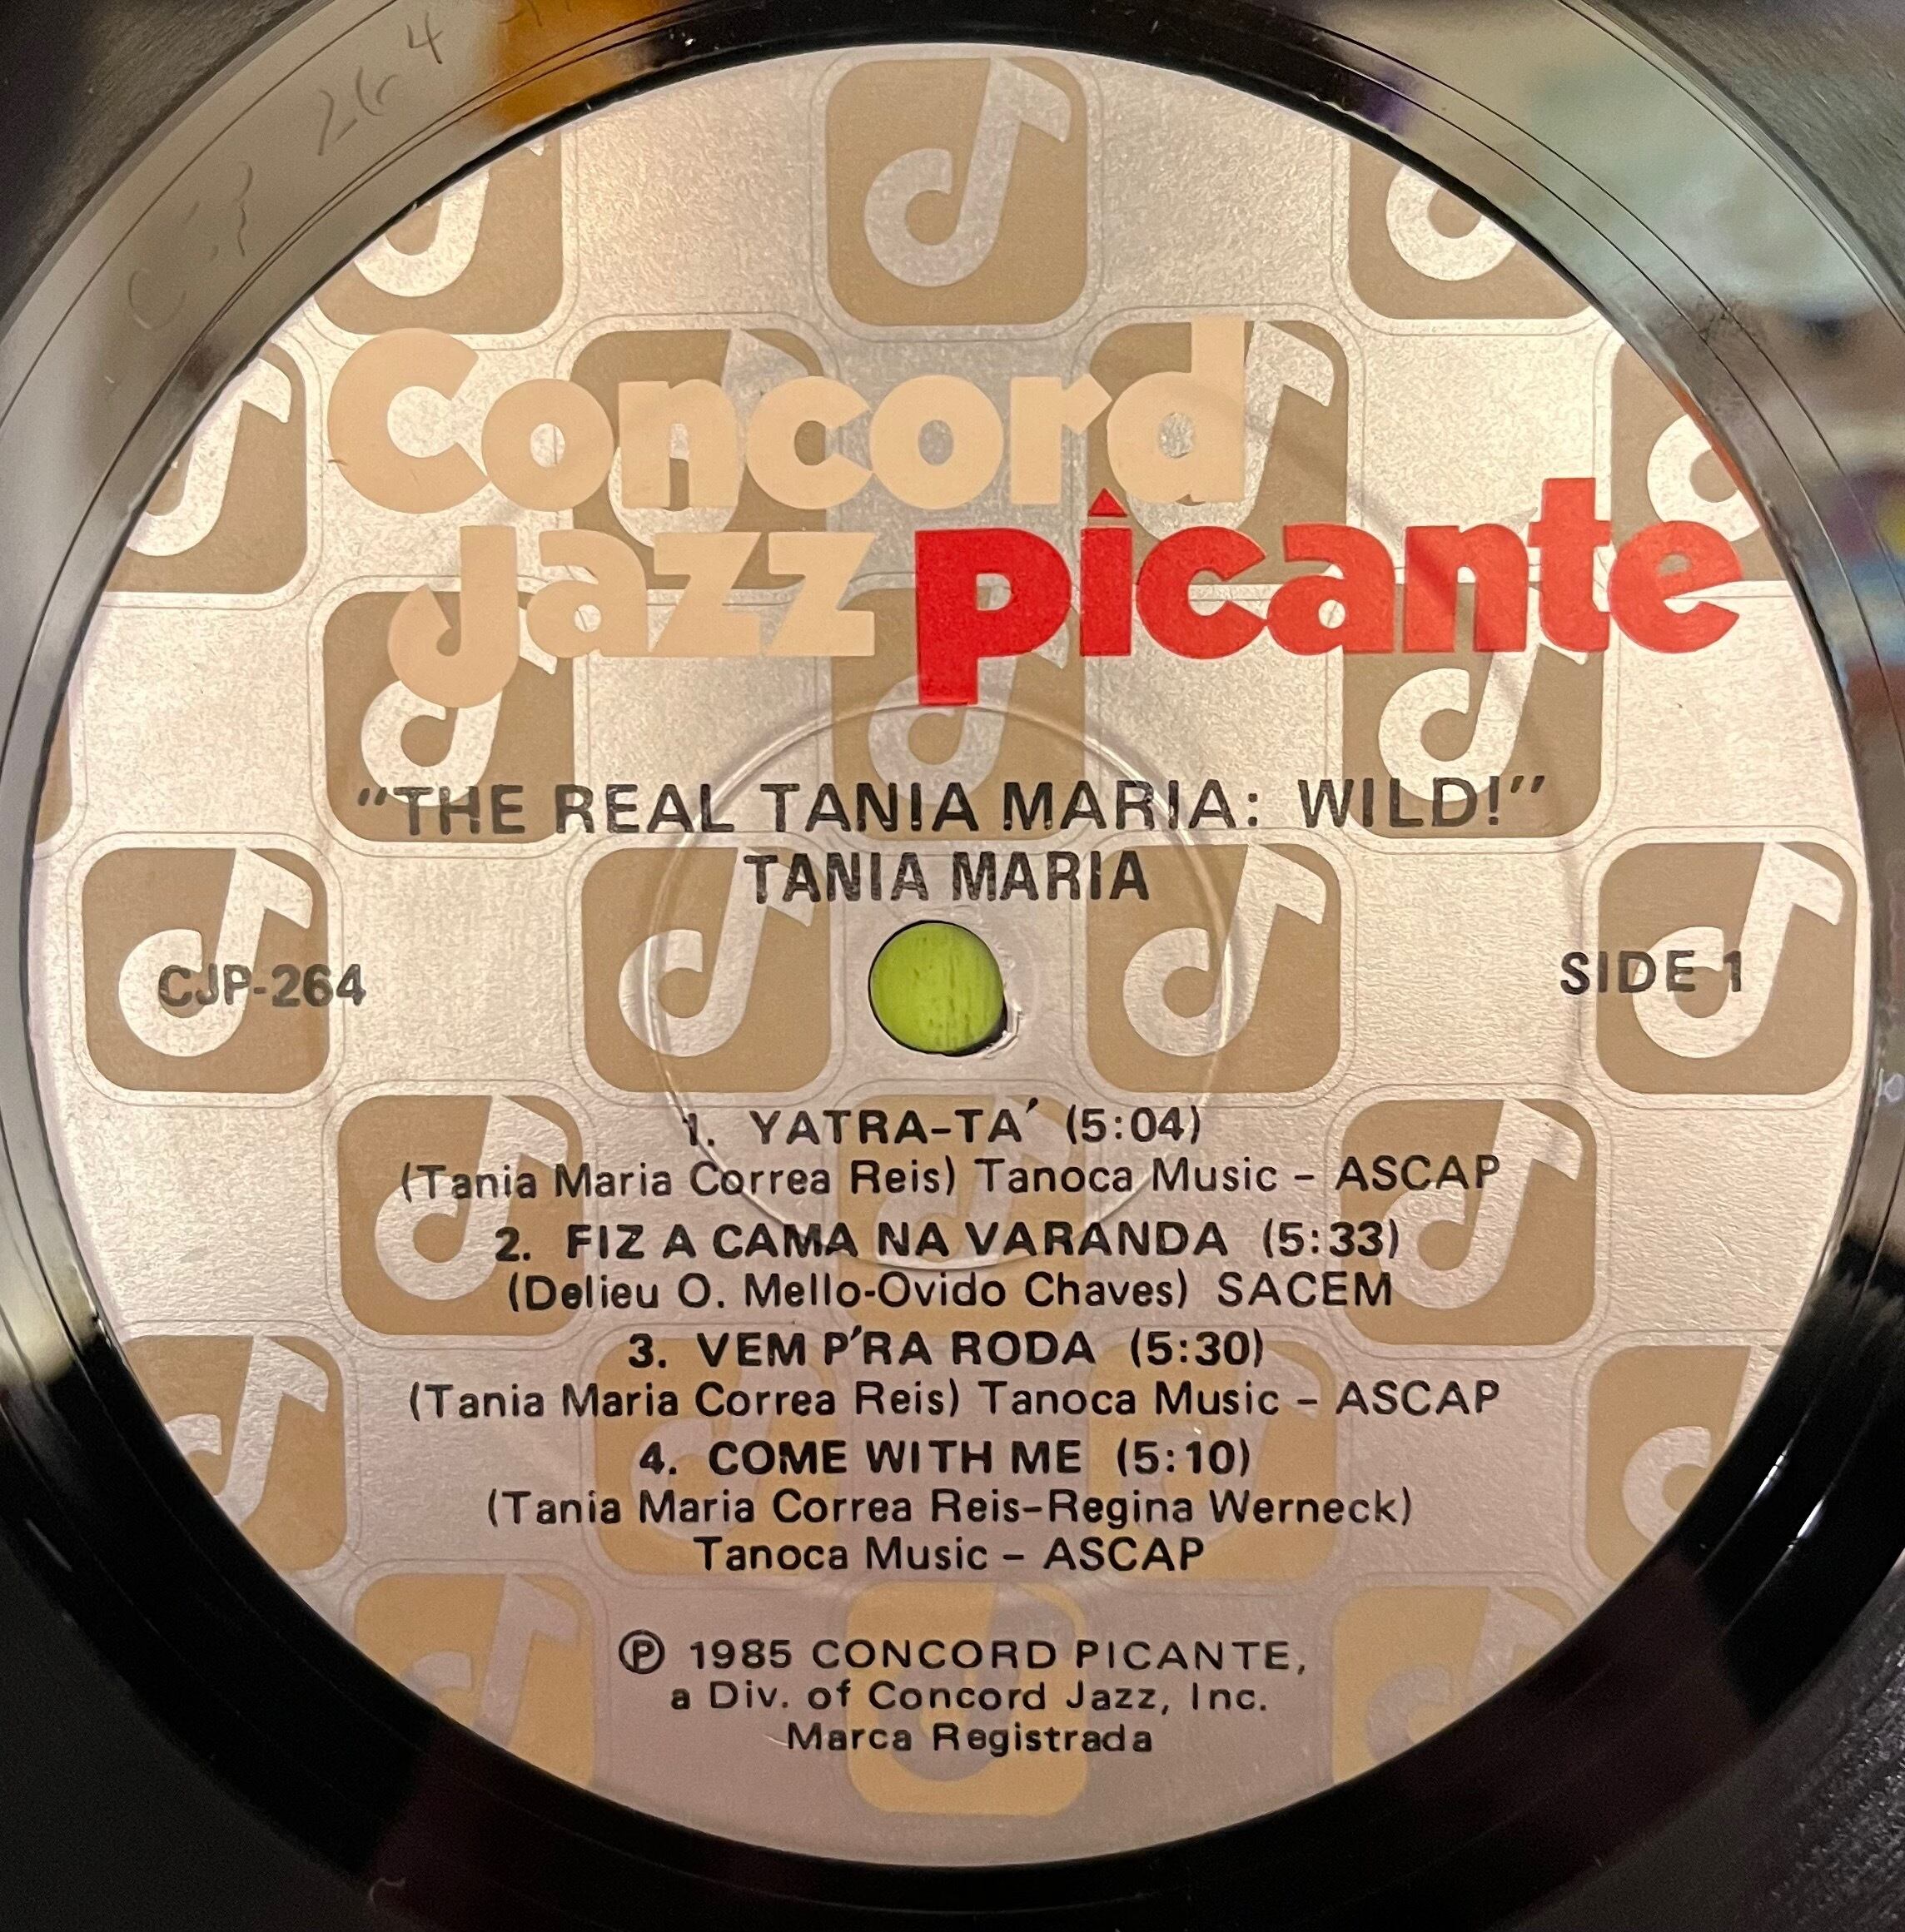 CJP 264
Concord
Jazz Picante
"THE REAL TANIA MARIA: WILD!"
TANIA MARIA
CJP-264
SIDE 1
1. YATRA-TA´ (5:04)
(Tania Maria Correa Reis) Tanoca Music – ASCAP
2. FIZ A CAMA NA VARANDA (5:33)
(Delieu O. Mello-Ovido Chaves) SACEM
3. VEM P'RA RODA (5:30)
(Tania Maria Correa Reis) Tanoca Music – ASCAP
4. COME WITH ME (5:10)
(Tania Maria Correa Reis–Regina Werneck)
Tanoca Music – ASCAP
Ⓟ 1985 CONCORD PICANTE,
a Div. of Concord Jazz, Inc.
Marca Registrada